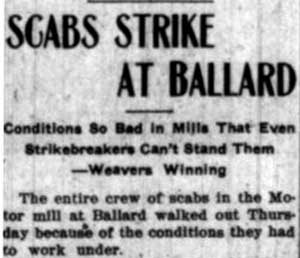 SCABS STRIKE
AT BALLARD
Conditions So Bad in Mills That Even
Strikebreakers Can't Stand Them
—Weavers Winning
The entire crew of scabs in the Mo-
tor mill at Ballard walked out Thurs-
day because of the conditions they had
to work under.